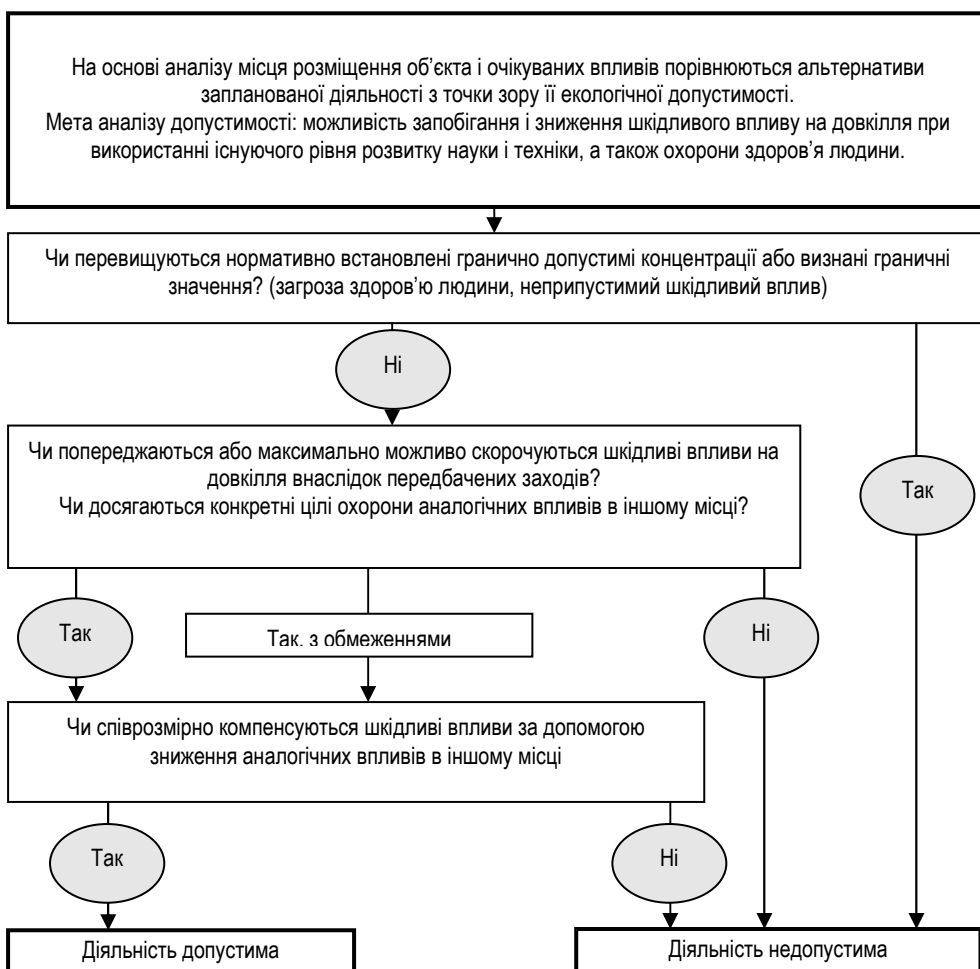 На основі аналізу місця розміщення об’єкта і очікуваних впливів порівнюються альтернативи
запланованої діяльності з точки зору її екологічної допустимості.
Мета аналізу допустимості: можливість запобігання і зниження шкідливого впливу на довкілля при
використанні існуючого рівня розвитку науки і техніки, а також охорони здоров’я людини.
Чи перевищуються нормативно встановлені гранично допустимі концентрації або визнані граничні
значення? (загроза здоров’ю людини, неприпустимий шкідливий вплив)
Ні
Чи попереджаються або максимально можливо скорочуються шкідливі впливи на
довкілля внаслідок передбачених заходів?
Чи досягаються конкретні цілі охорони аналогічних впливів в іншому місці?
Так
Так
Так. з обмеженнями
Ні
Чи співрозмірно компенсуються шкідливі впливи за допомогою
зниження аналогічних впливів в іншому місці
Так
Ні
Діяльність допустима
Діяльність недопустима